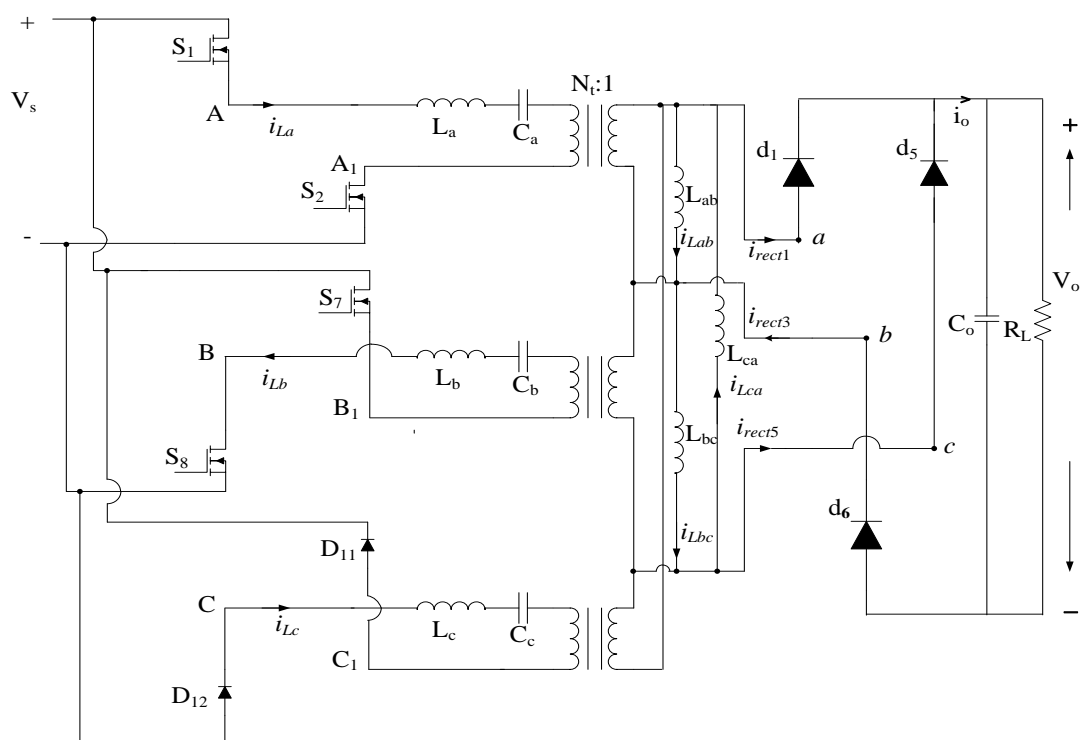 +
S1
Vs
A
iLa
La
Ca
Nt:1
A1
S2
-
Lab
iLab
d1
d5
io
+
irect1
a
Vo
S7
B
iLb
Lb
Cb
B1
S8
irect3
b
Lca
iLca
Co
RL
Lbc
irect5
c
iLbc
d6
D11
C
iLc
Lc
Cc
C1
D12
−